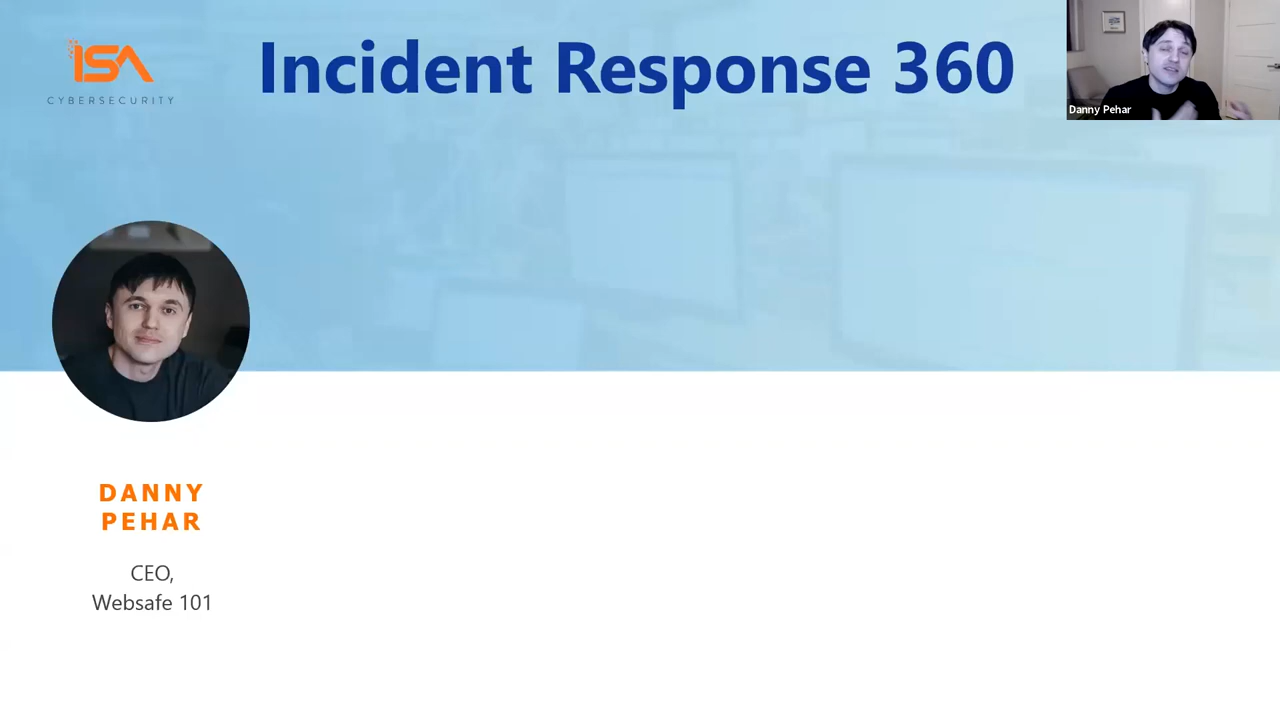 ISA
CYBERSECURITY
Incident Response 360
Danny Pehar
DANNY
PEHAR
CEO,
Websafe 101